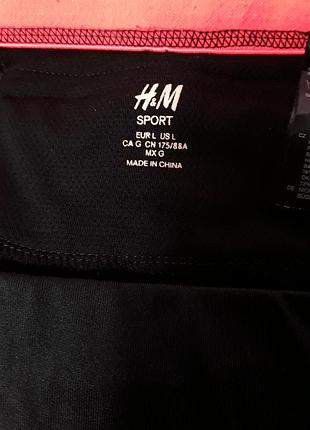 H&M
SPORT
EUR L US L
CA G CN 175/88A
MX G
MADE IN CHINA